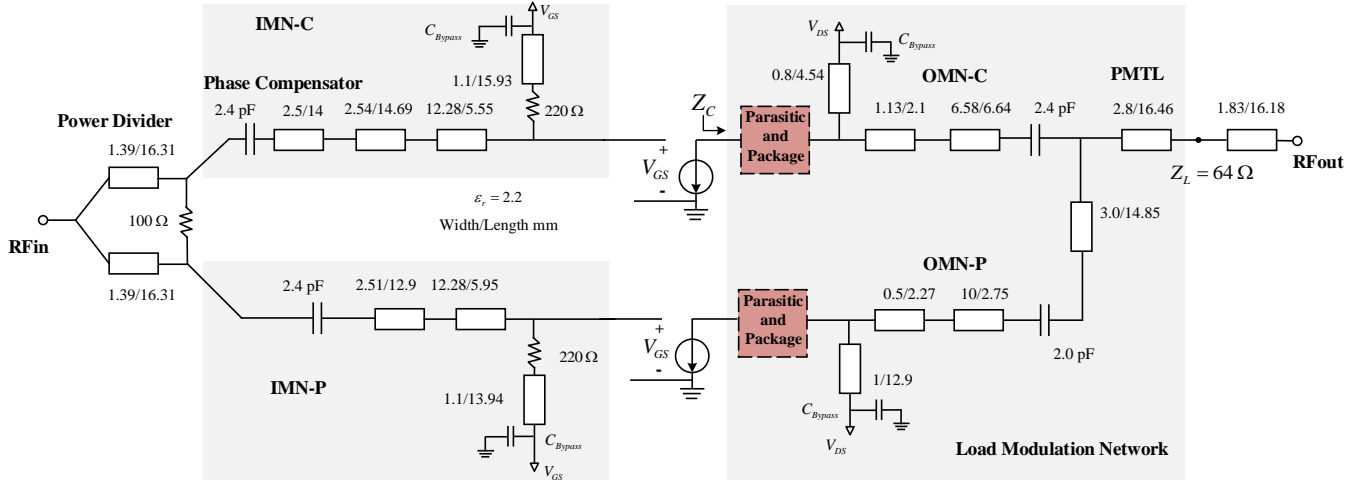 IMN-C
V_GS
C_Bypass
1.1/15.93
220 Ω
Phase Compensator
2.4 pF
2.5/14
2.54/14.69
12.28/5.55
Power Divider
1.39/16.31
100 Ω
RFin
1.39/16.31
ε_r = 2.2
Width/Length mm
2.4 pF
2.51/12.9
12.28/5.95
220 Ω
IMN-P
1.1/13.94
C_Bypass
V_GS
+
V_GS
-
+
V_GS
-
Z_C
Parasitic
and
Package
V_DS
C_Bypass
0.8/4.54
OMN-C
1.13/2.1
6.58/6.64
2.4 pF
PMTL
2.8/16.46
1.83/16.18
Z_L = 64 Ω
RFout
3.0/14.85
OMN-P
Parasitic
and
Package
0.5/2.27
10/2.75
2.0 pF
1/12.9
C_Bypass
V_DS
Load Modulation Network